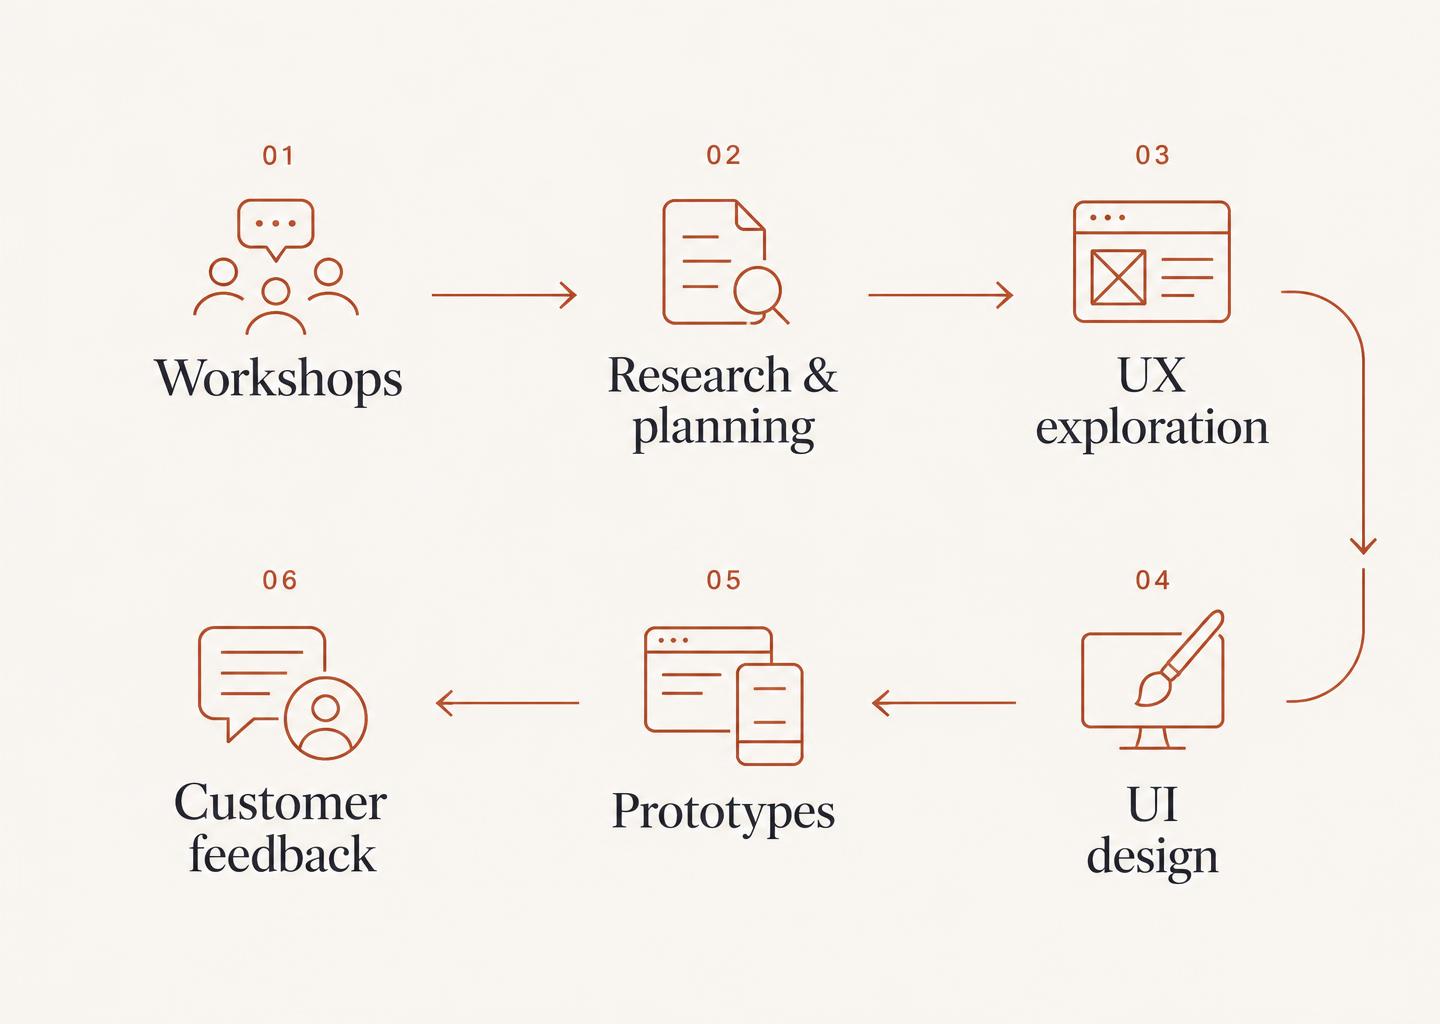 01
Workshops
02
Research &
planning
03
UX
exploration
04
UI
design
05
Prototypes
06
Customer
feedback